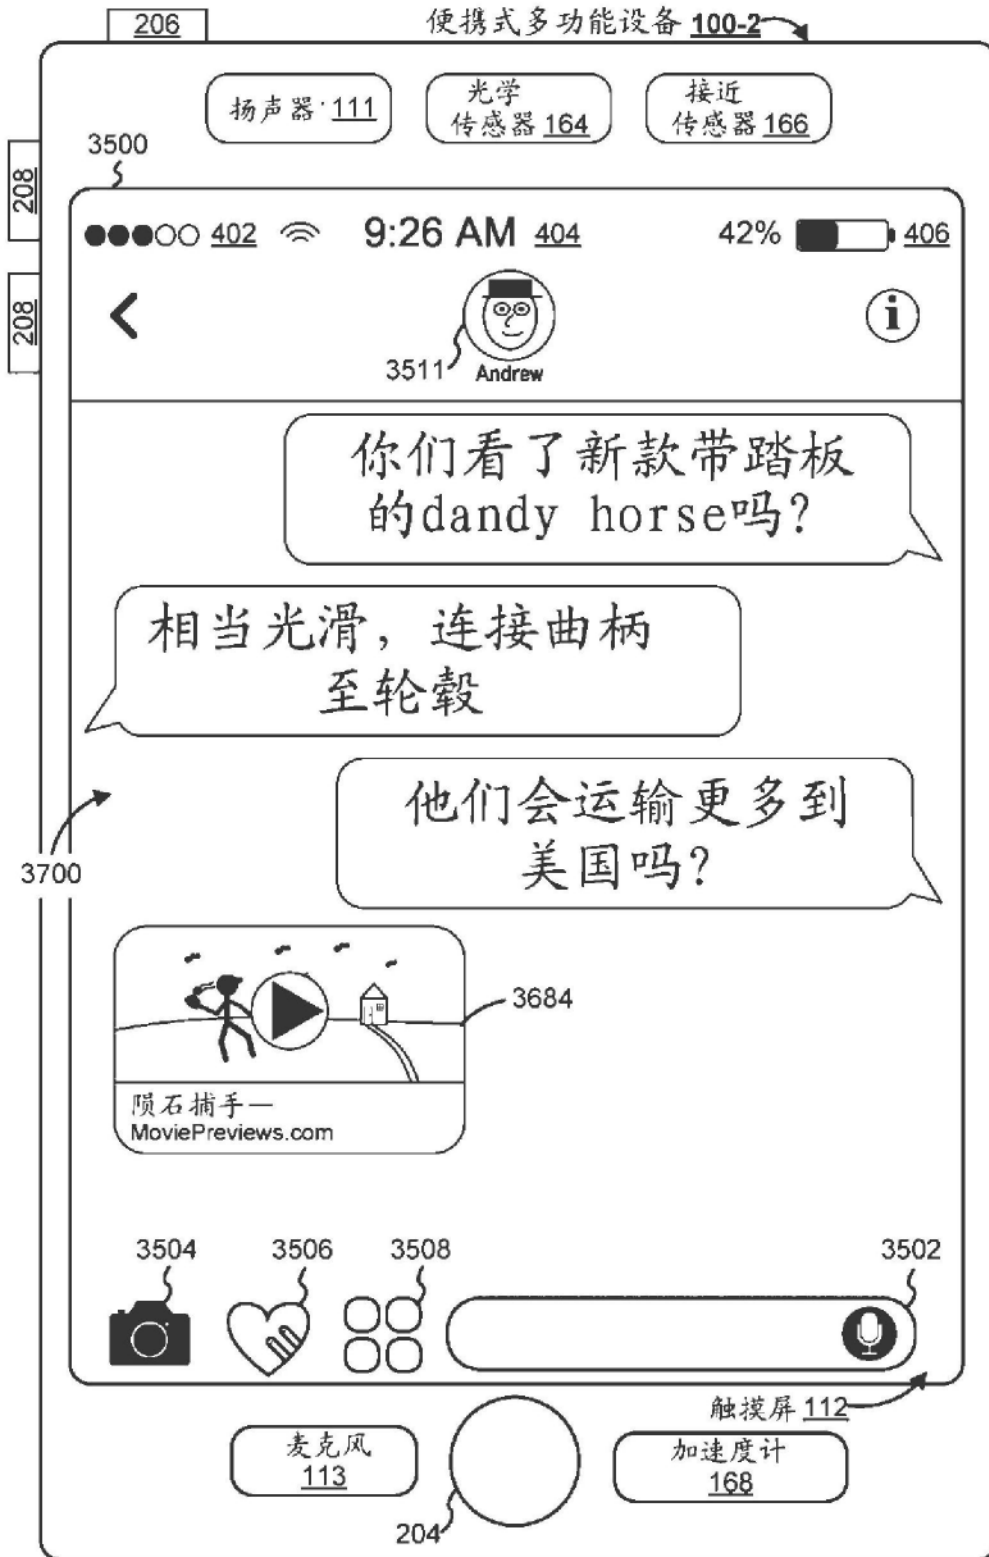 206
便携式多功能设备 100-2
扬声器 111
光学
传感器 164
接近
传感器 166
3500
208
208
402
9:26 AM 404
42%
406
i
3511
Andrew
你们看了新款带踏板
的dandy horse吗?
相当光滑，连接曲柄
至轮毂
3700
他们会运输更多到
美国吗?
3684
陨石捕手—
MoviePreviews.com
3504
3506
3508
3502
触摸屏 112
麦克风
113
加速度计
168
204